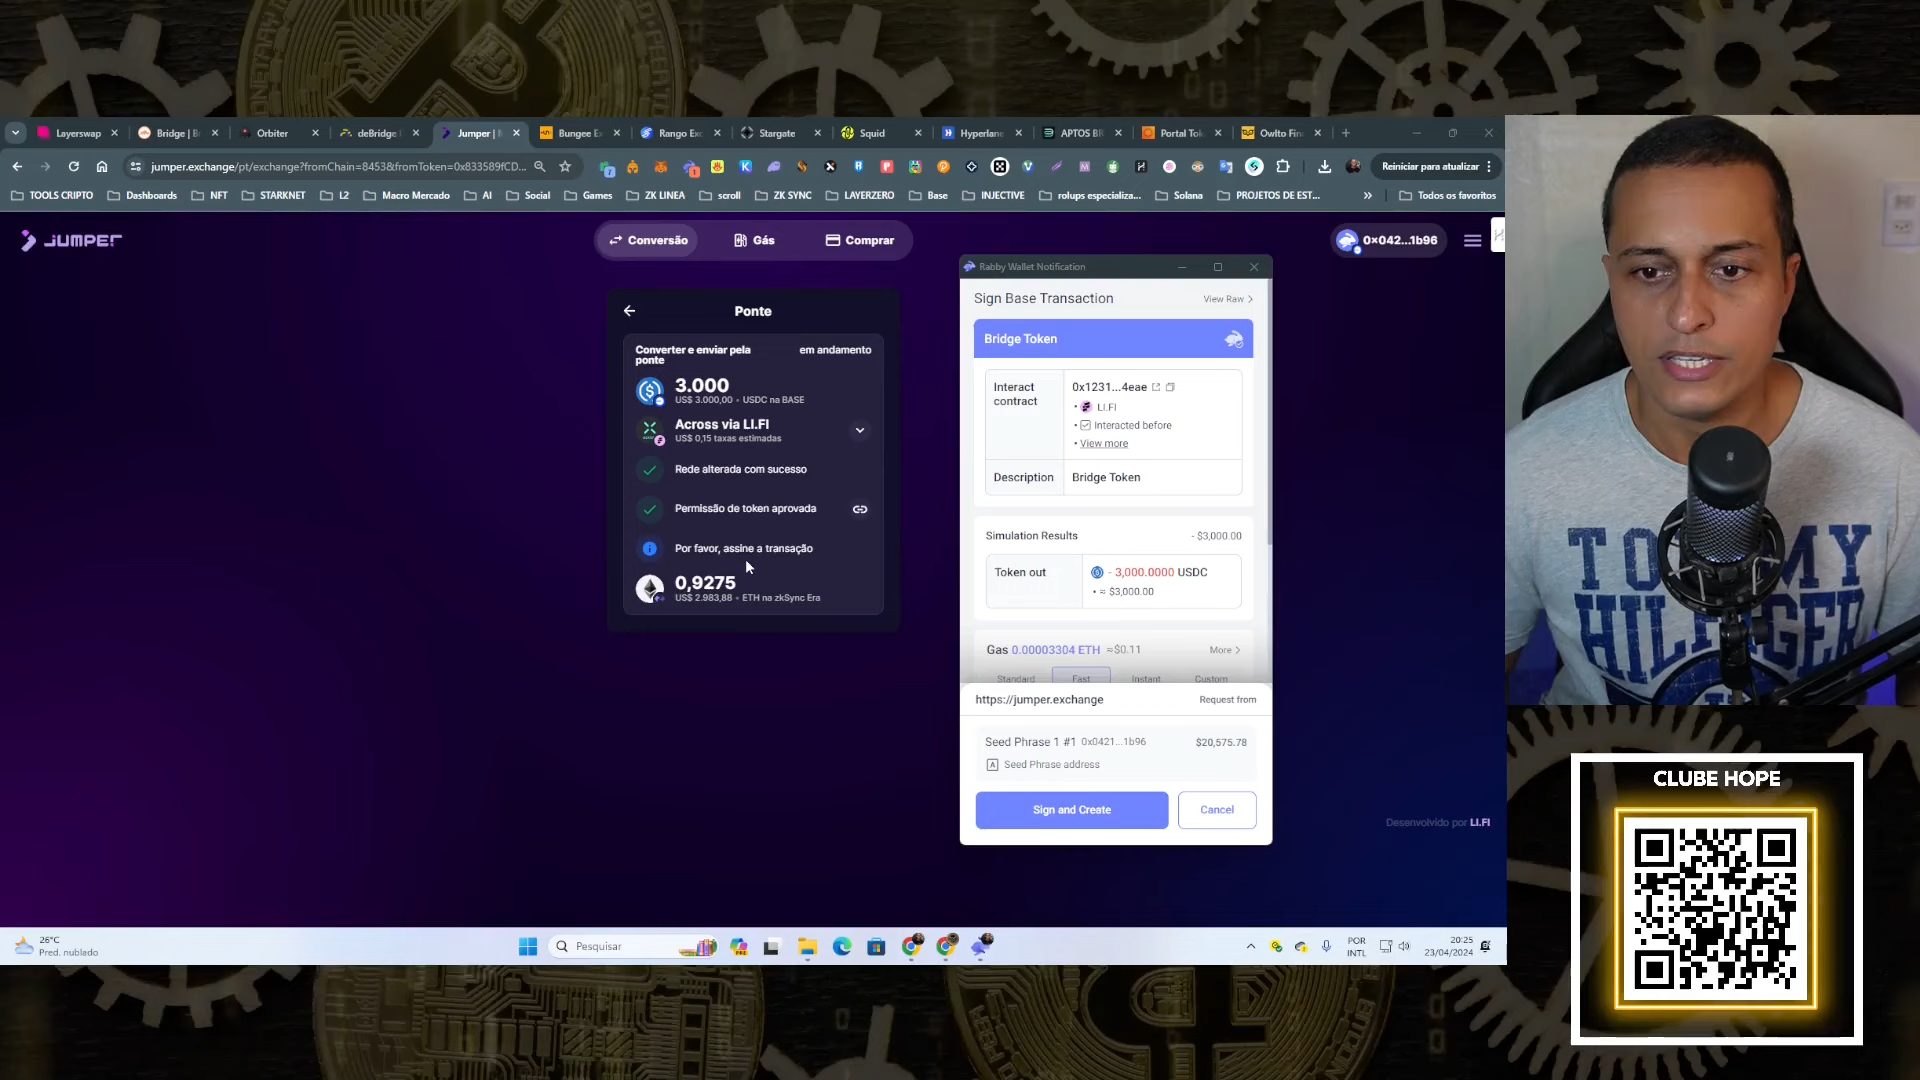 Layerswap
Bridge | B
Orbiter
deBridge
Jumper |
Bungee E
Rango Exc
Stargate
Squid
Hyperlane
APTOS BR
Portal Tok
Owlto Fin
jumper.exchange/pt/exchange?fromChain=8453&fromToken=0x833589fCD...
Reiniciar para atualizar
TOOLS CRIPTO
Dashboards
NFT
STARKNET
L2
Macro Mercado
AI
Social
Games
ZK LINEA
scroll
ZK SYNC
LAYERZERO
Base
INJECTIVE
rolups especializa...
Solana
PROJETOS DE EST...
Todos os favoritos
JUMPER
Conversão
Gás
Comprar
0x042...1b96
Ponte
Converter e enviar pela ponte
em andamento
3.000
US$ 3.000,00 • USDC na BASE
Across via LI.FI
US$ 0,15 taxas estimadas
Rede alterada com sucesso
Permissão de token aprovada
Por favor, assine a transação
0,9275
US$ 2.983,88 • ETH na zkSync Era
Rabby Wallet Notification
Sign Base Transaction
View Raw
Bridge Token
Interact contract
0x1231...4eae
LI.FI
Interacted before
View more
Description
Bridge Token
Simulation Results
- $3,000.00
Token out
- 3,000.0000 USDC
≈ $3,000.00
Gas 0.00003304 ETH ≈$0.11
More
Standard
Fast
Instant
Custom
https://jumper.exchange
Request from
Seed Phrase 1 #1 0x0421...1b96
$20,575.78
Seed Phrase address
Sign and Create
Cancel
Desenvolvido por LI.FI
26°C
Pred. nublado
Pesquisar
POR
INTL
20:25
23/04/2024
TOMMY
HILFIGER
CLUBE HOPE